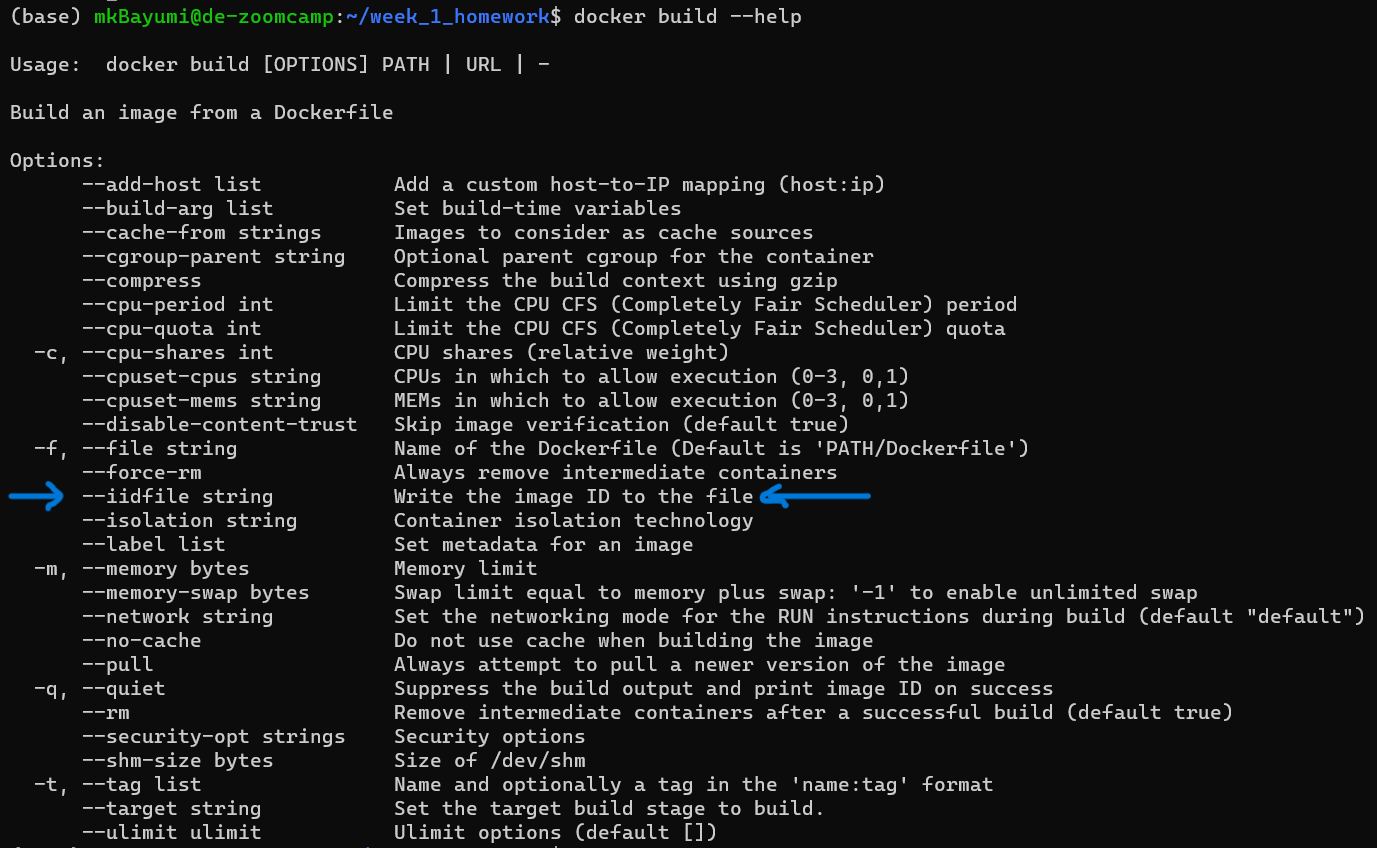 (base) mkBayumi@de-zoomcamp:~/week_1_homework$ docker build --help
Usage:  docker build [OPTIONS] PATH | URL | -
Build an image from a Dockerfile
Options:
      --add-host list           Add a custom host-to-IP mapping (host:ip)
      --build-arg list          Set build-time variables
      --cache-from strings      Images to consider as cache sources
      --cgroup-parent string    Optional parent cgroup for the container
      --compress                Compress the build context using gzip
      --cpu-period int          Limit the CPU CFS (Completely Fair Scheduler) period
      --cpu-quota int           Limit the CPU CFS (Completely Fair Scheduler) quota
  -c, --cpu-shares int          CPU shares (relative weight)
      --cpuset-cpus string      CPUs in which to allow execution (0-3, 0,1)
      --cpuset-mems string      MEMs in which to allow execution (0-3, 0,1)
      --disable-content-trust   Skip image verification (default true)
  -f, --file string             Name of the Dockerfile (Default is 'PATH/Dockerfile')
      --force-rm                Always remove intermediate containers
      --iidfile string          Write the image ID to the file
      --isolation string        Container isolation technology
      --label list              Set metadata for an image
  -m, --memory bytes            Memory limit
      --memory-swap bytes       Swap limit equal to memory plus swap: '-1' to enable unlimited swap
      --network string          Set the networking mode for the RUN instructions during build (default "default")
      --no-cache                Do not use cache when building the image
      --pull                    Always attempt to pull a newer version of the image
  -q, --quiet                   Suppress the build output and print image ID on success
      --rm                      Remove intermediate containers after a successful build (default true)
      --security-opt strings    Security options
      --shm-size bytes          Size of /dev/shm
  -t, --tag list                Name and optionally a tag in the 'name:tag' format
      --target string           Set the target build stage to build.
      --ulimit ulimit           Ulimit options (default [])